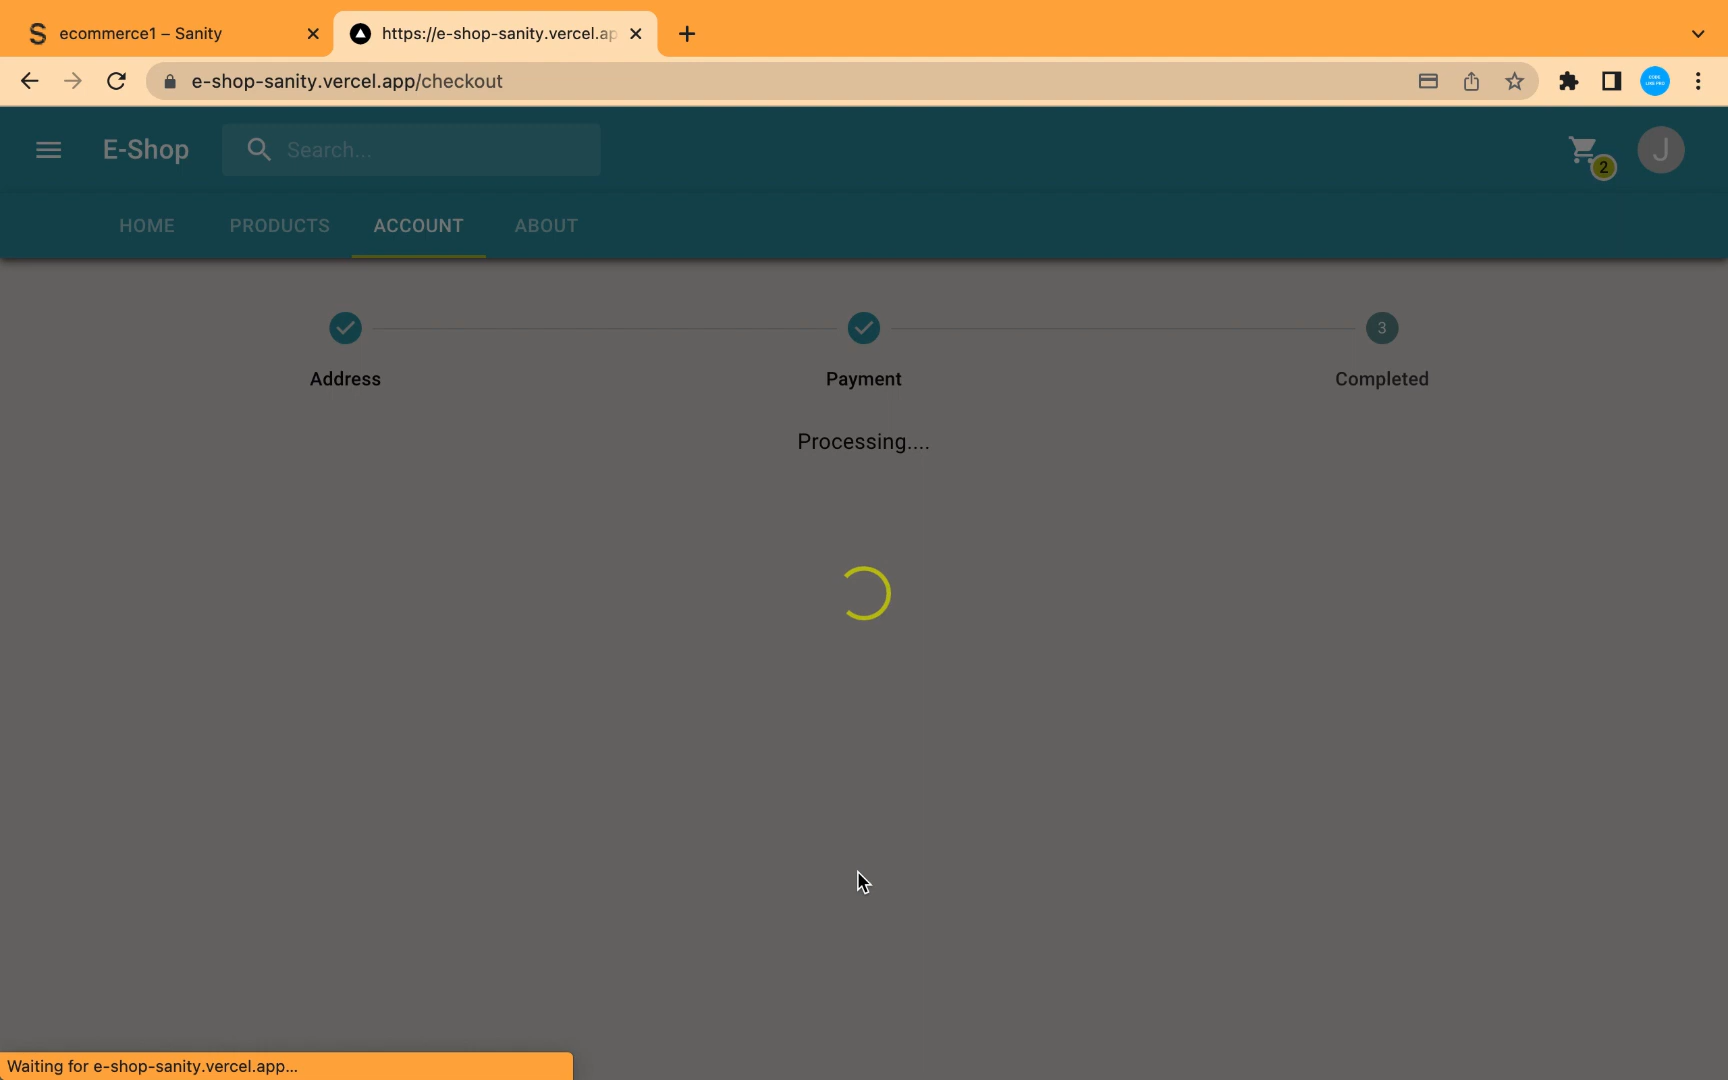 ecommerce1 – Sanity
https://e-shop-sanity.vercel.ap
e-shop-sanity.vercel.app/checkout
E-Shop
Search...
2
J
HOME
PRODUCTS
ACCOUNT
ABOUT
3
Address
Payment
Completed
Processing....
Waiting for e-shop-sanity.vercel.app...